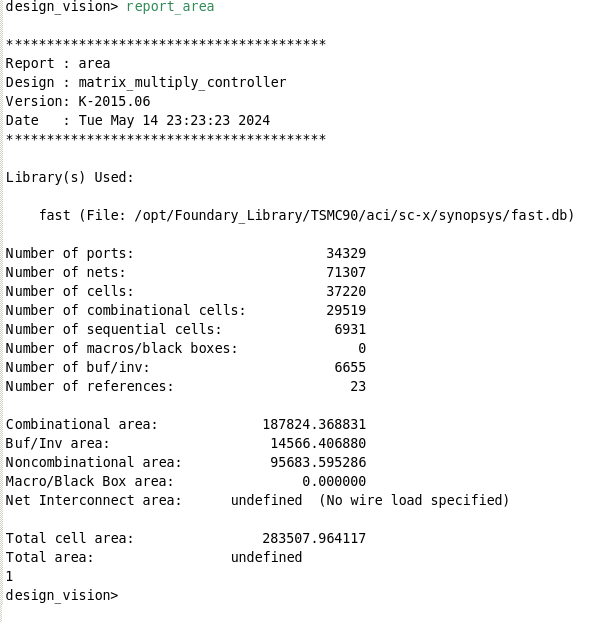 design_vision> report_area
****************************************
Report : area
Design : matrix_multiply_controller
Version: K-2015.06
Date   : Tue May 14 23:23:23 2024
****************************************
Library(s) Used:
fast (File: /opt/Foundary_Library/TSMC90/aci/sc-x/synopsys/fast.db)
Number of ports: 34329
Number of nets: 71307
Number of cells: 37220
Number of combinational cells: 29519
Number of sequential cells: 6931
Number of macros/black boxes: 0
Number of buf/inv: 6655
Number of references: 23
Combinational area: 187824.368831
Buf/Inv area: 14566.406880
Noncombinational area: 95683.595286
Macro/Black Box area: 0.000000
Net Interconnect area: undefined (No wire load specified)
Total cell area: 283507.964117
Total area: undefined
1
design_vision>